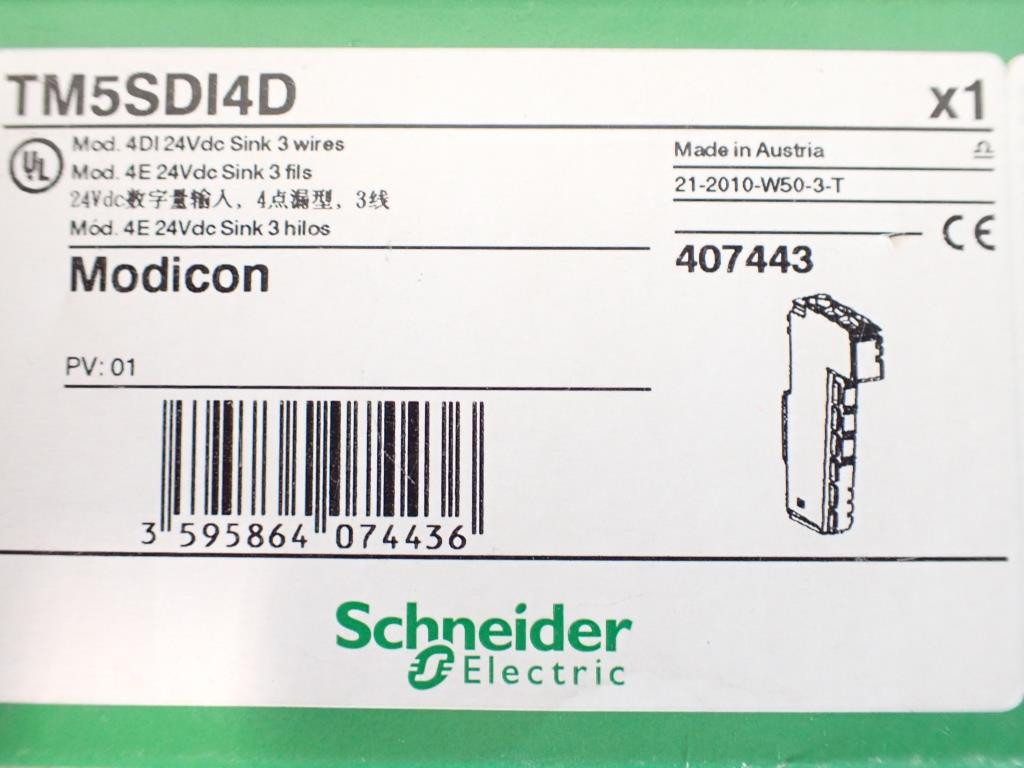 TM5SDI4D
x1
UL
Mod. 4DI 24Vdc Sink 3 wires
Mod. 4E 24Vdc Sink 3 fils
24Vdc数字量输入, 4点漏型, 3线
Mód. 4E 24Vdc Sink 3 hilos
Made in Austria
21-2010-W50-3-T
CE
407443
Modicon
PV: 01
3 595864 074436
Schneider
Electric